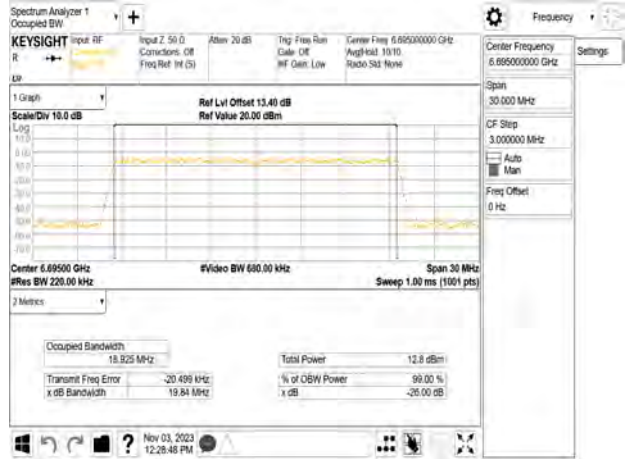 Spectrum Analyzer 1
Occupied BW
+
Frequency
KEYSIGHT
Input: RF
Input Z: 50 Ω
Atten: 20 dB
Trig: Free Run
Center Freq: 6.695000000 GHz
R
Corrections: Off
Gate: Off
Avg|Hold: 10/10
Freq Ref: Int (S)
#IF Gain: Low
Radio Std: None
Center Frequency
6.695000000 GHz
Settings
Span
30.000 MHz
CF Step
3.000000 MHz
Auto
Man
Freq Offset
0 Hz
1 Graph
Ref Lvl Offset 13.40 dB
Scale/Div 10.0 dB
Ref Value 20.00 dBm
Log
Center 6.69500 GHz
#Video BW 680.00 kHz
Span 30 MHz
#Res BW 220.00 kHz
Sweep 1.00 ms (1001 pts)
2 Metrics
Occupied Bandwidth
18.925 MHz
Total Power
12.8 dBm
Transmit Freq Error
-20.499 kHz
% of OBW Power
99.00 %
x dB Bandwidth
19.84 MHz
x dB
-26.00 dB
?
Nov 03, 2023
12:28:48 PM